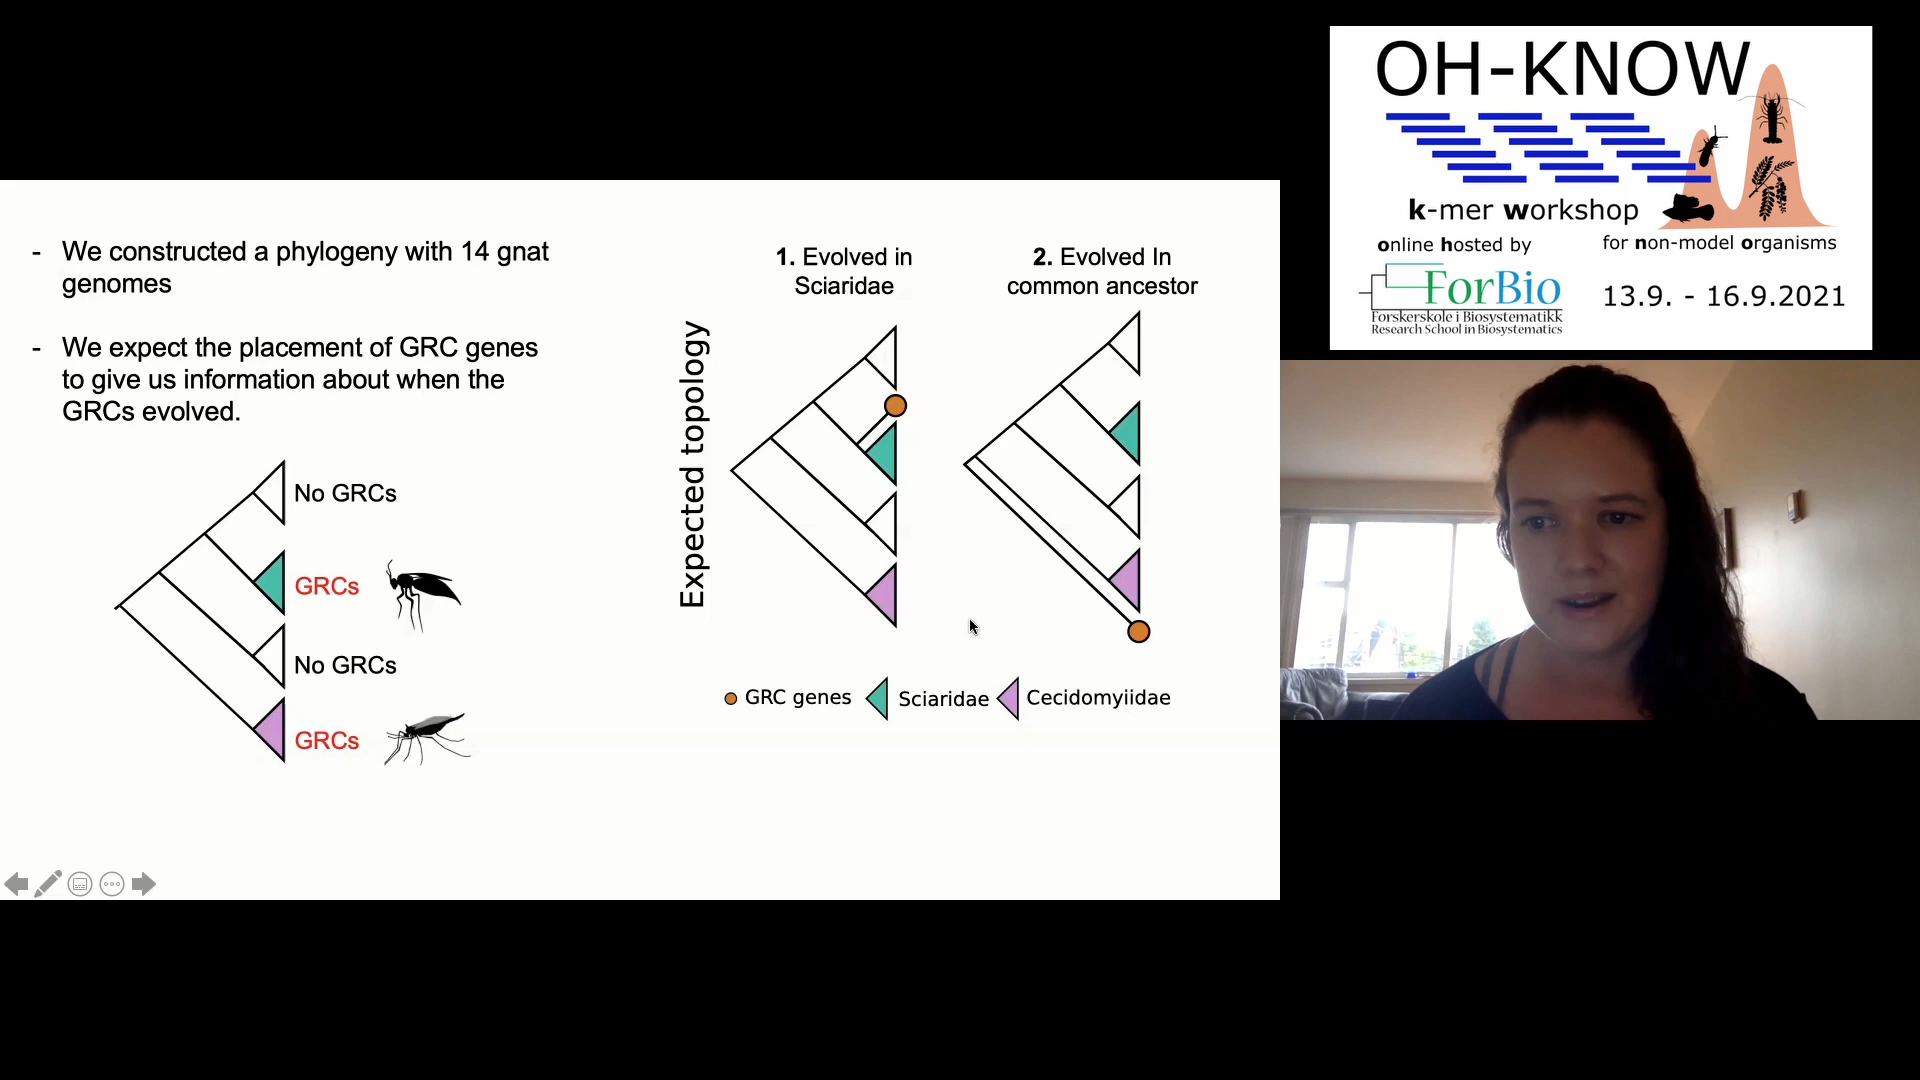 - We constructed a phylogeny with 14 gnat
genomes
- We expect the placement of GRC genes
to give us information about when the
GRCs evolved.
No GRCs
GRCs
No GRCs
GRCs
Expected topology
1. Evolved in
Sciaridae
2. Evolved In
common ancestor
GRC genes
Sciaridae
Cecidomyiidae
OH-KNOW
k-mer workshop
online hosted by
for non-model organisms
ForBio
Forskerskole i Biosystematikk
Research School in Biosystematics
13.9. - 16.9.2021